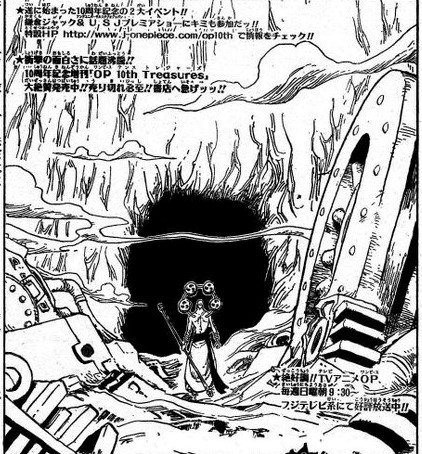 ★遂に始まった10周年記念の2大イベント!!
鎌倉ジャック&U.S.Jプレミアショーにキミも参加だッ!!
特設HP http://www.j-onepiece.com/op10th で情報をチェック!!
★衝撃の面白さに話題沸騰!!
『10周年記念増刊「OP 10th Treasures』
大絶賛発売中!!売り切れる必至!!書店へ急げッッ!!
★絶好調!!TVアニメOP
毎週日曜朝9:30〜
フジテレビ系にて好評放送中!!